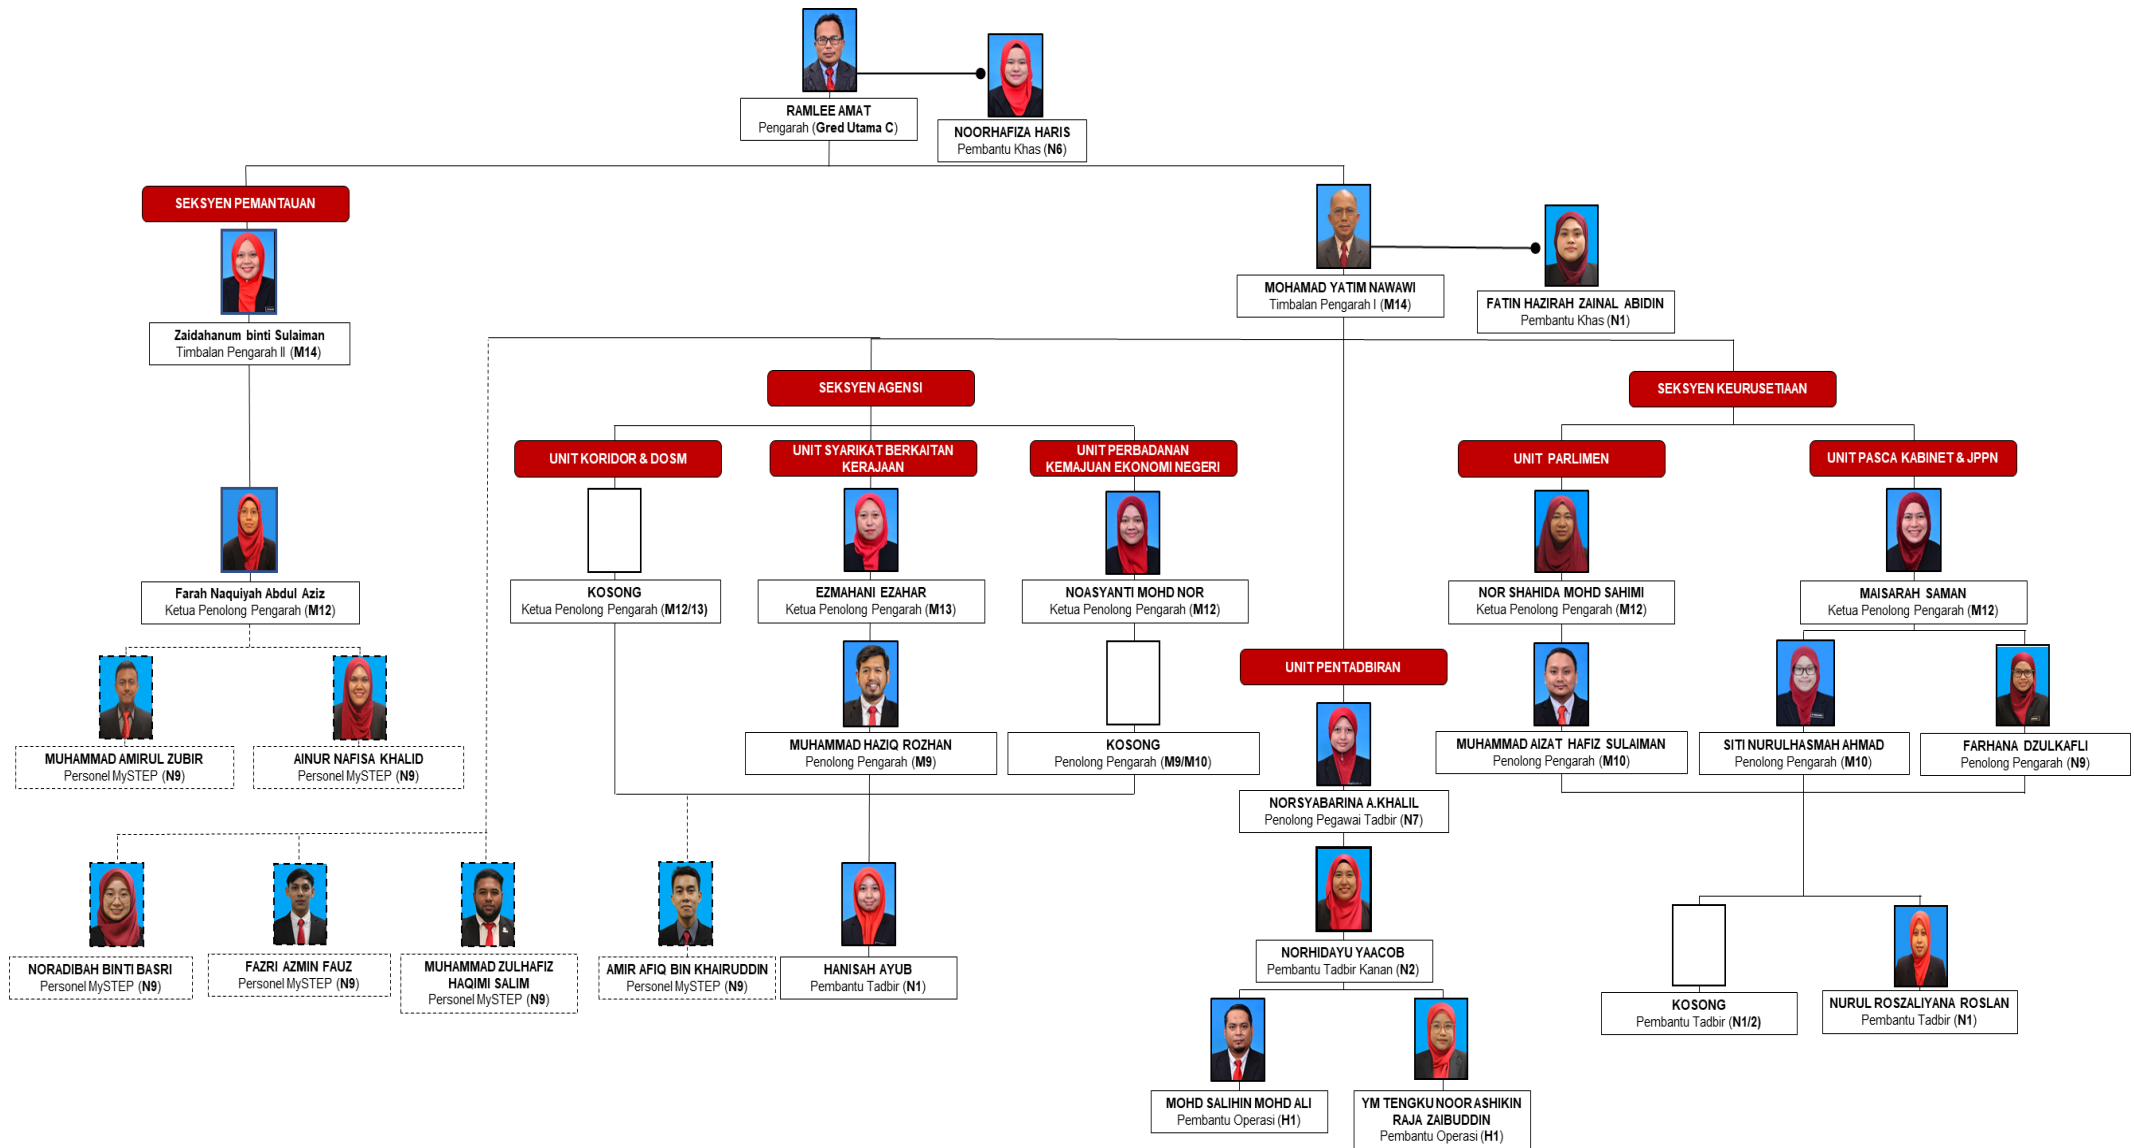 RAMLEE AMAT
Pengarah (Gred Utama C)
NOORHAFIZA HARIS
Pembantu Khas (N6)
SEKSYEN PEMANTAUAN
Zaidahanum binti Sulaiman
Timbalan Pengarah II (M14)
MOHAMAD YATIM NAWAWI
Timbalan Pengarah I (M14)
FATIN HAZIRAH ZAINAL ABIDIN
Pembantu Khas (N1)
SEKSYEN AGENSI
SEKSYEN KEURUSETIAAN
UNIT KORIDOR & DOSM
UNIT SYARIKAT BERKAITAN
KERAJAAN
UNIT PERBADANAN
KEMAJUAN EKONOMI NEGERI
UNIT PARLIMEN
UNIT PASCA KABINET & JPPN
Farah Naquiyah Abdul Aziz
Ketua Penolong Pengarah (M12)
KOSONG
Ketua Penolong Pengarah (M12/13)
EZMAHANI EZAHAR
Ketua Penolong Pengarah (M13)
NOASYANTI MOHD NOR
Ketua Penolong Pengarah (M12)
NOR SHAHIDA MOHD SAHIMI
Ketua Penolong Pengarah (M12)
MAISARAH SAMAN
Ketua Penolong Pengarah (M12)
UNIT PENTADBIRAN
MUHAMMAD AMIRUL ZUBIR
Personel MySTEP (N9)
AINUR NAFISA KHALID
Personel MySTEP (N9)
MUHAMMAD HAZIQ ROZHAN
Penolong Pengarah (M9)
KOSONG
Penolong Pengarah (M9/M10)
MUHAMMAD AIZAT HAFIZ SULAIMAN
Penolong Pengarah (M10)
SITI NURULHASMAH AHMAD
Penolong Pengarah (M10)
FARHANA DZULKAFLI
Penolong Pengarah (N9)
NORSYABARINA A.KHALIL
Penolong Pegawai Tadbir (N7)
NORADIBAH BINTI BASRI
Personel MySTEP (N9)
FAZRI AZMIN FAUZ
Personel MySTEP (N9)
MUHAMMAD ZULHAFIZ
HAQIMI SALIM
Personel MySTEP (N9)
AMIR AFIQ BIN KHAIRUDDIN
Personel MySTEP (N9)
HANISAH AYUB
Pembantu Tadbir (N1)
NORHIDAYU YAACOB
Pembantu Tadbir Kanan (N2)
KOSONG
Pembantu Tadbir (N1/2)
NURUL ROSZALIYANA ROSLAN
Pembantu Tadbir (N1)
MOHD SALIHIN MOHD ALI
Pembantu Operasi (H1)
YM TENGKU NOOR ASHIKIN
RAJA ZAIBUDDIN
Pembantu Operasi (H1)